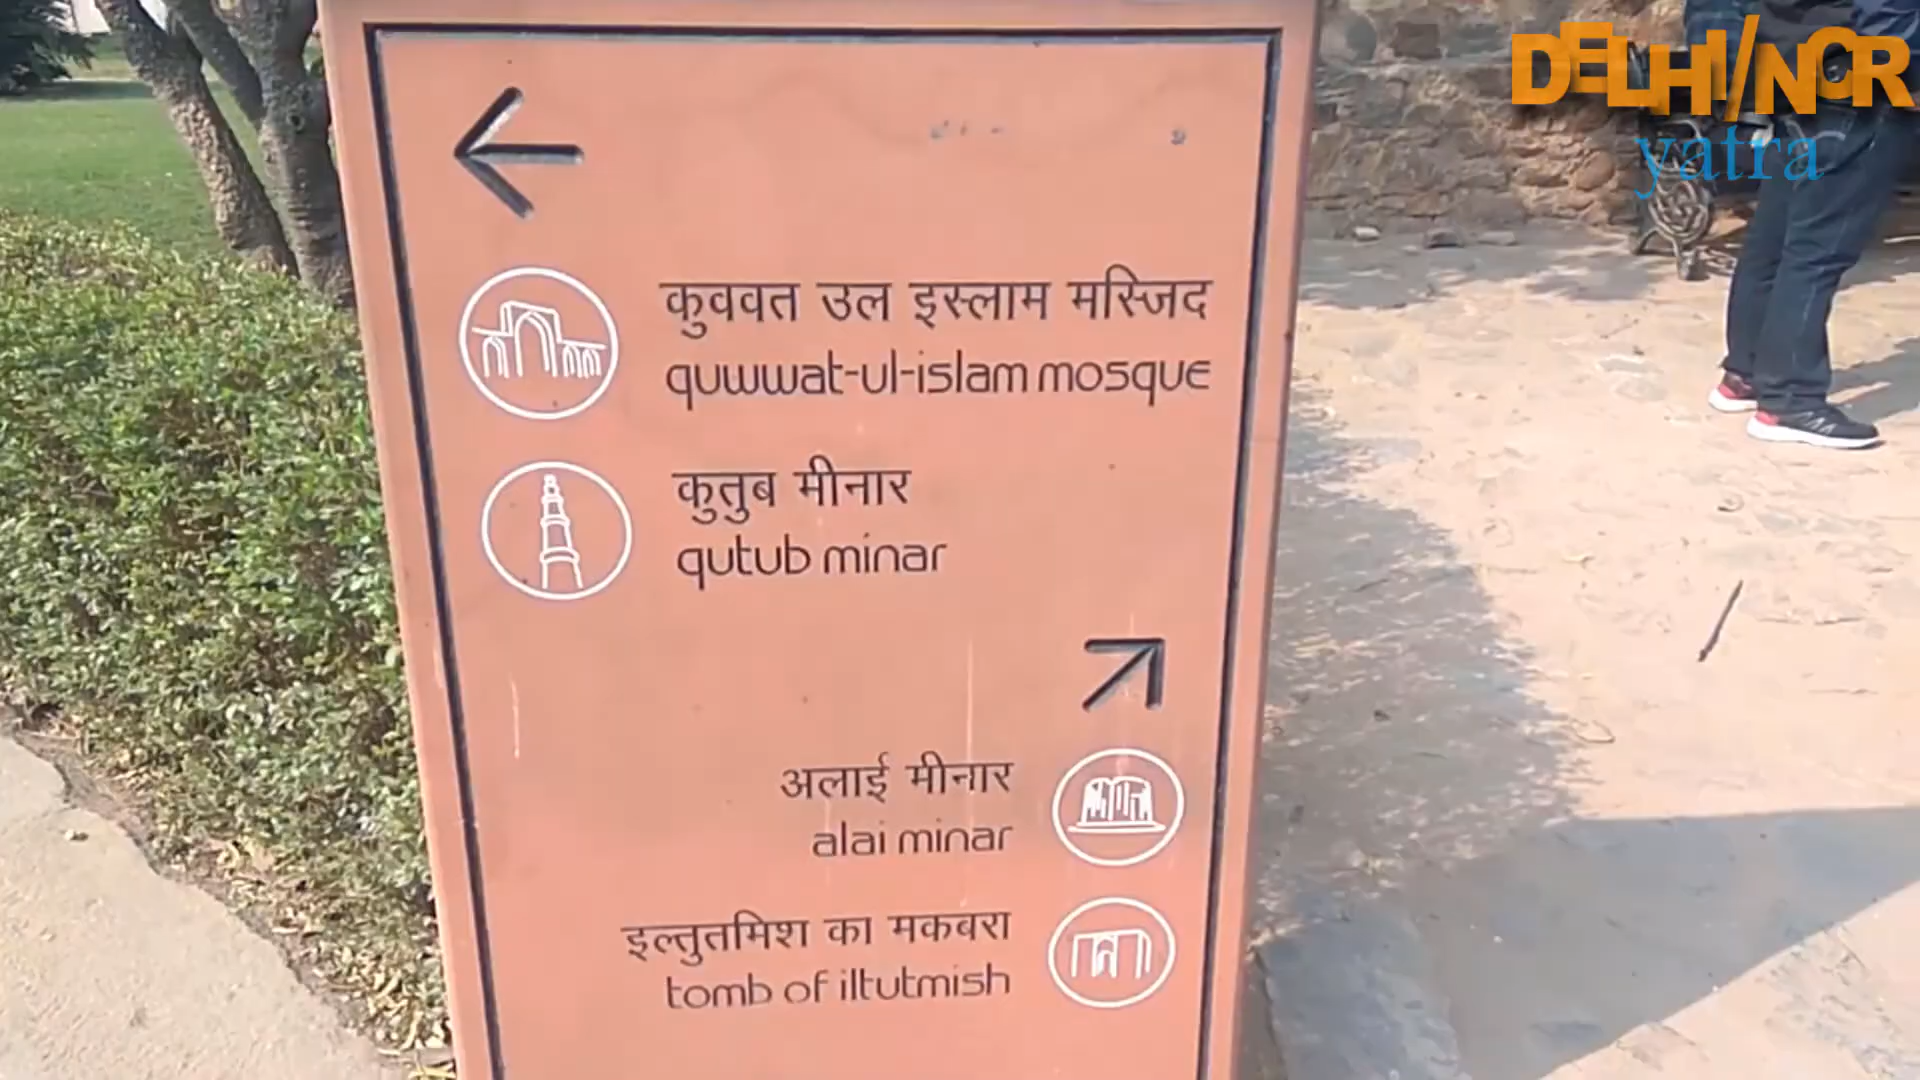 DELHI/NCR
yatra
कुववत उल इस्लाम मस्जिद
quwwat-ul-islam mosque
कुतुब मीनार
qutub minar
अलाई मीनार
alai minar
इल्तुतमिश का मकबरा
tomb of iltutmish